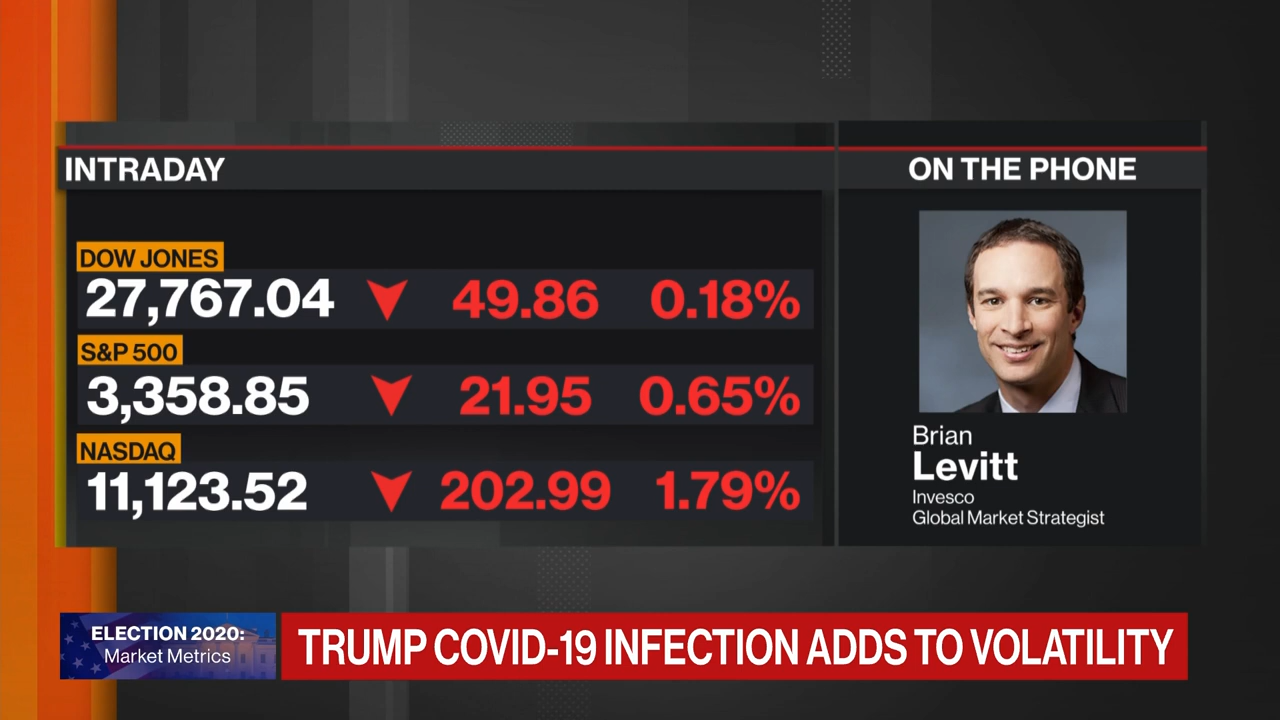 INTRADAY
DOW JONES
27,767.04 ▼ 49.86 0.18%
S&P 500
3,358.85 ▼ 21.95 0.65%
NASDAQ
11,123.52 ▼ 202.99 1.79%
ON THE PHONE
Brian
Levitt
Invesco
Global Market Strategist
ELECTION 2020:
Market Metrics
TRUMP COVID-19 INFECTION ADDS TO VOLATILITY